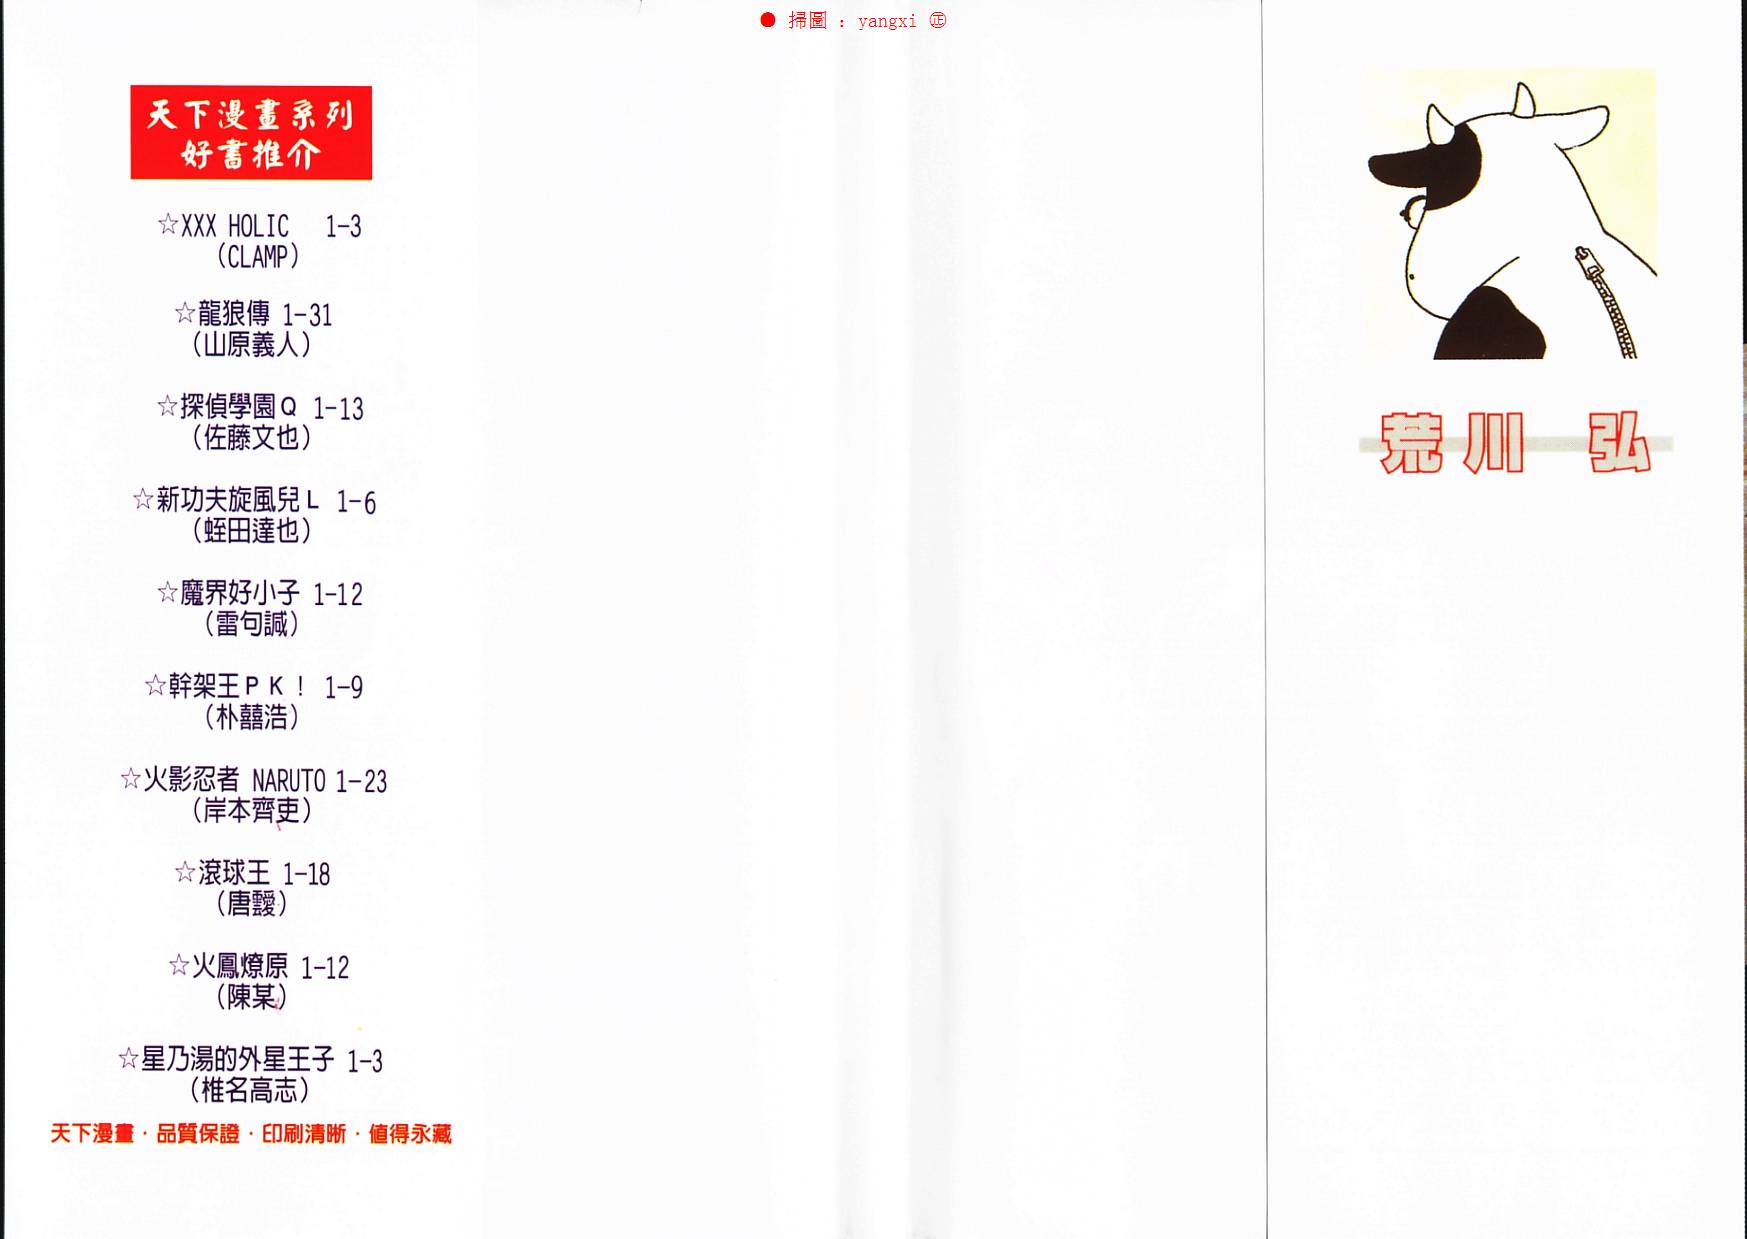 ● 掃圖 : yangxi ㊣
天下漫畫系列
好書推介
☆XXX HOLIC 1-3
(CLAMP)
☆龍狼傳 1-31
(山原義人)
☆探偵學園Q 1-13
(佐藤文也)
☆新功夫旋風兒L 1-6
(蛭田達也)
☆魔界好小子 1-12
(雷句誠)
☆幹架王PK! 1-9
(朴囍浩)
☆火影忍者 NARUTO 1-23
(岸本齊吏)
☆滾球王 1-18
(唐靉)
☆火鳳燎原 1-12
(陳某)
☆星乃湯的外星王子 1-3
(椎名高志)
天下漫畫·品質保證·印刷清晰·值得永藏
荒川 弘